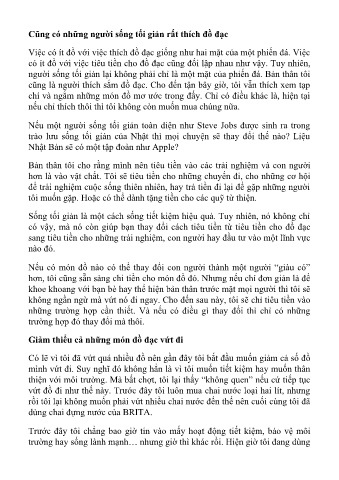 Cũng có những người sống tối giản rất thích đồ đạc
Việc có ít đồ với việc thích đồ đạc giống như hai mặt của một phiến đá. Việc
có ít đồ với việc tiêu tiền cho đồ đạc cũng đối lập nhau như vậy. Tuy nhiên,
người sống tối giản lại không phải chỉ là một mặt của phiến đá. Bản thân tôi
cũng là người thích sắm đồ đạc. Cho đến tận bây giờ, tôi vẫn thích xem tạp
chí và ngắm những món đồ mơ ước trong đấy. Chỉ có điều khác là, hiện tại
nếu chỉ thích thôi thì tôi không còn muốn mua chúng nữa.
Nếu một người sống tối giản toàn diện như Steve Jobs được sinh ra trong
trào lưu sống tối giản của Nhật thì mọi chuyện sẽ thay đổi thế nào? Liệu
Nhật Bản sẽ có một tập đoàn như Apple?
Bản thân tôi cho rằng mình nên tiêu tiền vào các trải nghiệm và con người
hơn là vào vật chất. Tôi sẽ tiêu tiền cho những chuyến đi, cho những cơ hội
để trải nghiệm cuộc sống thiên nhiên, hay trả tiền đi lại để gặp những người
tôi muốn gặp. Hoặc có thể dành tặng tiền cho các quỹ từ thiện.
Sống tối giản là một cách sống tiết kiệm hiệu quả. Tuy nhiên, nó không chỉ
có vậy, mà nó còn giúp bạn thay đổi cách tiêu tiền từ tiêu tiền cho đồ đạc
sang tiêu tiền cho những trải nghiệm, con người hay đầu tư vào một lĩnh vực
nào đó.
Nếu có món đồ nào có thể thay đổi con người thành một người “giàu có”
hơn, tôi cũng sẵn sàng chi tiền cho món đồ đó. Nhưng nếu chỉ đơn giản là để
khoe khoang với bạn bè hay thể hiện bản thân trước mặt mọi người thì tôi sẽ
không ngần ngừ mà vứt nó đi ngay. Cho đến sau này, tôi sẽ chỉ tiêu tiền vào
những trường hợp cần thiết. Và nếu có điều gì thay đổi thì chỉ có những
trường hợp đó thay đổi mà thôi.
Giảm thiểu cả những món đồ đạc vứt đi
Có lẽ vì tôi đã vứt quá nhiều đồ nên gần đây tôi bắt đầu muốn giảm cả số đồ
mình vứt đi. Suy nghĩ đó không hẳn là vì tôi muốn tiết kiệm hay muốn thân
thiện với môi trường. Mà bất chợt, tôi lại thấy “không quen” nếu cứ tiếp tục
vứt đồ đi như thế này. Trước đây tôi luôn mua chai nước loại hai lít, nhưng
rồi tôi lại không muốn phải vứt nhiều chai nước đến thế nên cuối cùng tôi đã
dùng chai đựng nước của BRITA.
Trước đây tôi chẳng bao giờ tin vào mấy hoạt động tiết kiệm, bảo vệ môi
trường hay sống lành mạnh… nhưng giờ thì khác rồi. Hiện giờ tôi đang dùng